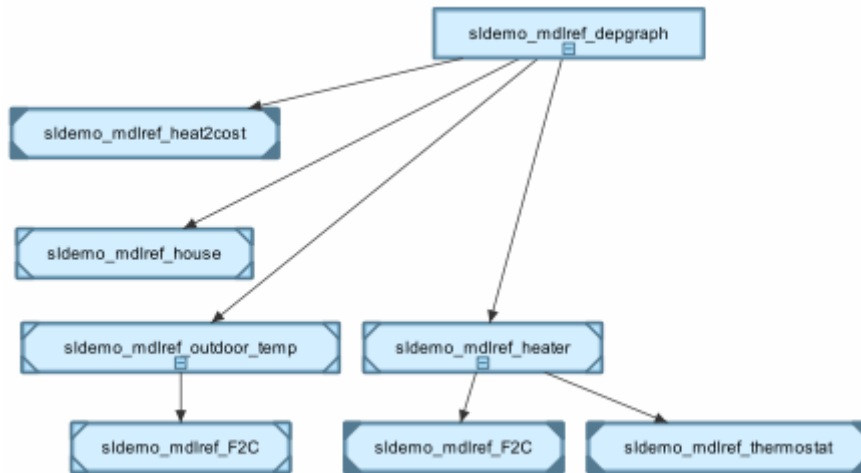 sldemo_mdlref_depgraph
sldemo_mdlref_heat2cost
sldemo_mdlref_house
sldemo_mdlref_outdoor_temp
sldemo_mdlref_heater
sldemo_mdlref_F2C
sldemo_mdlref_F2C
sldemo_mdlref_thermostat